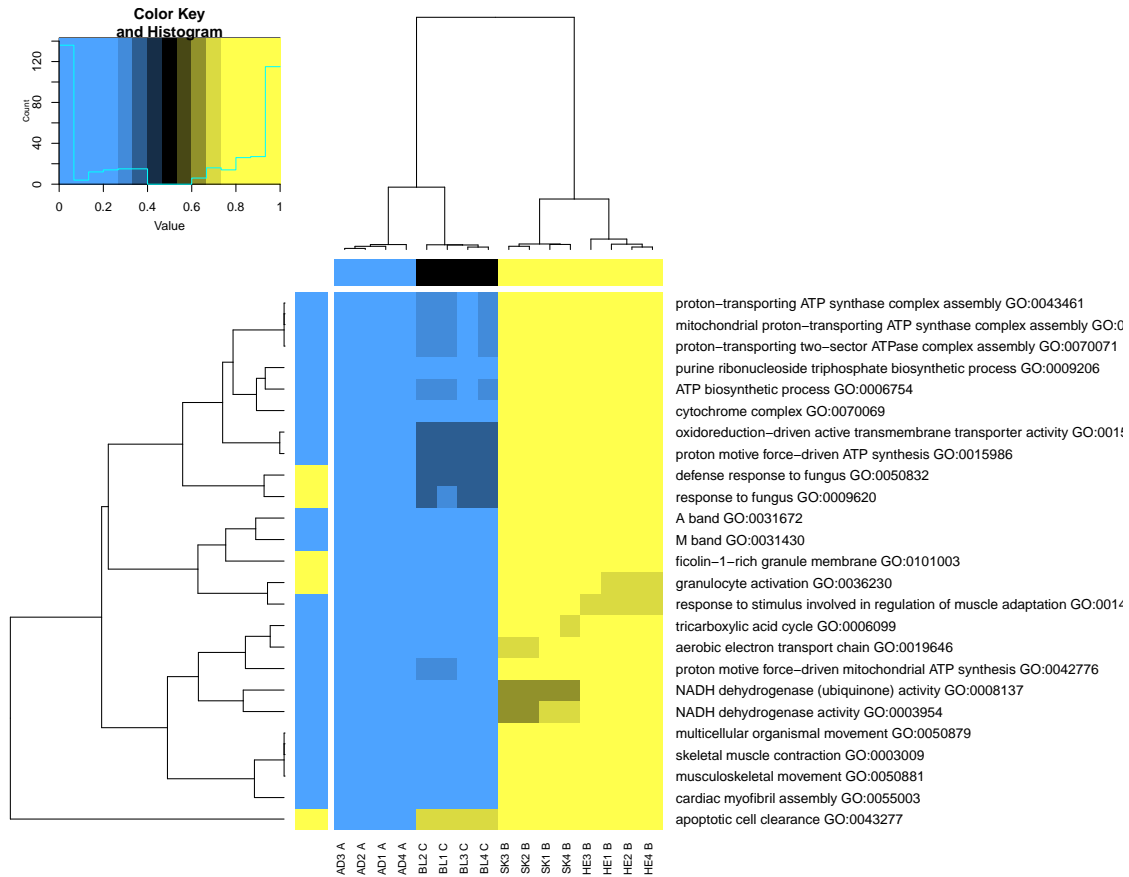 Color Key
and Histogram
Count
0 40 80 120
0 0.2 0.4 0.6 0.8 1
Value
proton−transporting ATP synthase complex assembly GO:0043461
mitochondrial proton−transporting ATP synthase complex assembly GO:0
proton−transporting two−sector ATPase complex assembly GO:0070071
purine ribonucleoside triphosphate biosynthetic process GO:0009206
ATP biosynthetic process GO:0006754
cytochrome complex GO:0070069
oxidoreduction−driven active transmembrane transporter activity GO:0015
proton motive force−driven ATP synthesis GO:0015986
defense response to fungus GO:0050832
response to fungus GO:0009620
A band GO:0031672
M band GO:0031430
ficolin−1−rich granule membrane GO:0101003
granulocyte activation GO:0036230
response to stimulus involved in regulation of muscle adaptation GO:0014
tricarboxylic acid cycle GO:0006099
aerobic electron transport chain GO:0019646
proton motive force−driven mitochondrial ATP synthesis GO:0042776
NADH dehydrogenase (ubiquinone) activity GO:0008137
NADH dehydrogenase activity GO:0003954
multicellular organismal movement GO:0050879
skeletal muscle contraction GO:0003009
musculoskeletal movement GO:0050881
cardiac myofibril assembly GO:0055003
apoptotic cell clearance GO:0043277
AD3 A
AD2 A
AD1 A
AD4 A
BL2 C
BL1 C
BL3 C
BL4 C
SK3 B
SK2 B
SK1 B
SK4 B
HE3 B
HE1 B
HE2 B
HE4 B